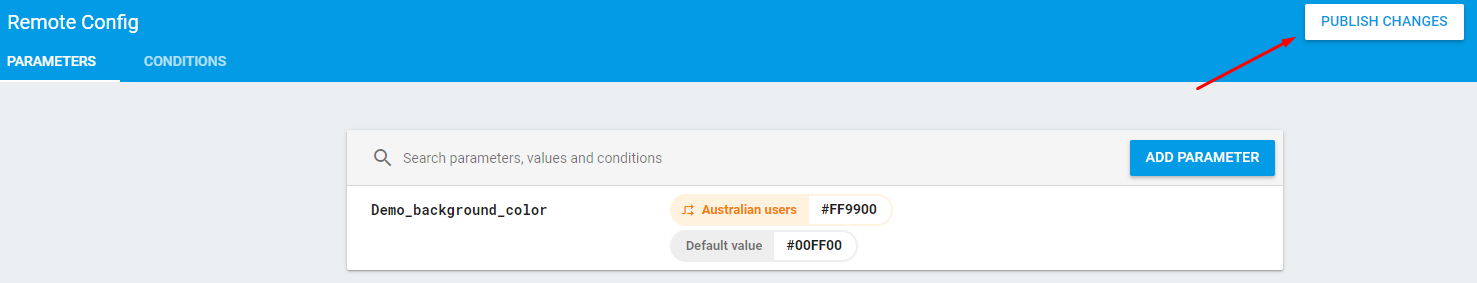 Remote Config
PUBLISH CHANGES
PARAMETERS CONDITIONS
Search parameters, values and conditions
ADD PARAMETER
Demo_background_color Australian users #FF9900
Default value #00FF00